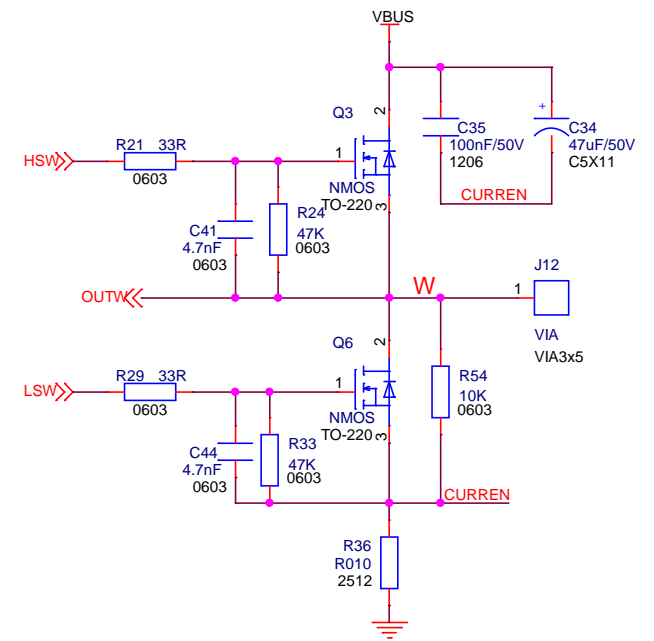 VBUS
Q3
2
C35
100nF/50V
1206
+
C34
47uF/50V
C5X11
HSW
R21 33R
0603
1
NMOS
TO-220
3
CURREN
C41
4.7nF
0603
R24
47K
0603
OUTW
W
1
J12
VIA
VIA3x5
Q6
2
LSW
R29 33R
0603
1
NMOS
TO-220
3
R54
10K
0603
C44
4.7nF
0603
R33
47K
0603
CURREN
R36
R010
2512